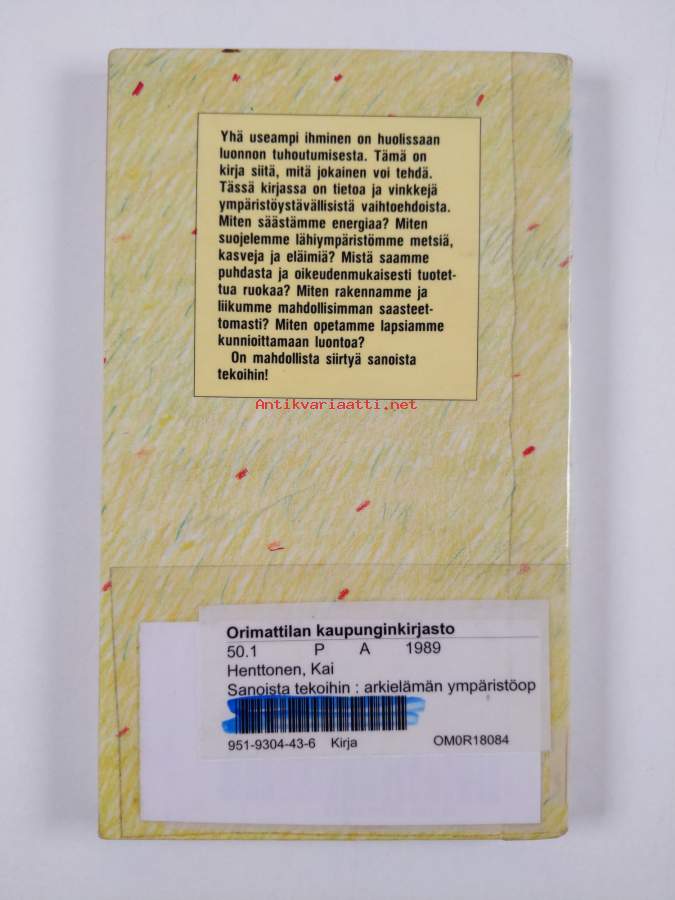 Yhä useampi ihminen on huolissaan
luonnon tuhoutumisesta. Tämä on
kirja siitä, mitä jokainen voi tehdä.
Tässä kirjassa on tietoa ja vinkkejä
ympäristöystävällisistä vaihtoehdoista.
Miten säästämme energiaa? Miten
suojelemme lähiympäristömme metsiä,
kasveja ja eläimiä? Mistä saamme
puhdasta ja oikeudenmukaisesti tuotet-
tua ruokaa? Miten rakennamme ja
liikumme mahdollisimman saasteet-
tomasti? Miten opetamme lapsiamme
kunnioittamaan luontoa?
On mahdollista siirtyä sanoista
tekoihin!
Antikvariaatti.net
Orimattilan kaupunginkirjasto
50.1 P A 1989
Henttonen, Kai
Sanoista tekoihin : arkielämän ympäristöop
951-9304-43-6 Kirja OM0R18084